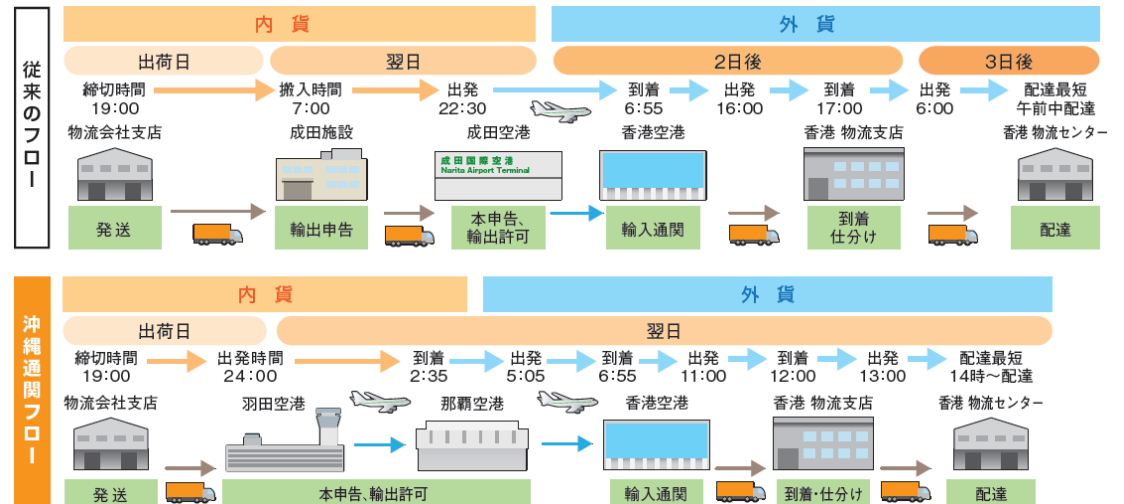 従来のフロー
内 貨
外 貨
出荷日
翌日
2日後
3日後
締切時間
19:00
搬入時間
7:00
出発
22:30
到着
6:55
出発
16:00
到着
17:00
出発
6:00
配達最短
午前中配達
物流会社支店
成田施設
成田空港
香港空港
香港 物流支店
香港 物流センター
成田国際空港
Narita Airport Terminal
発送
輸出申告
本申告、
輸出許可
輸入通関
到着
仕分け
配達
沖縄通関フロー
内 貨
外 貨
出荷日
翌日
締切時間
19:00
出発時間
24:00
到着
2:35
出発
5:05
到着
6:55
出発
11:00
到着
12:00
出発
13:00
配達最短
14時〜配達
物流会社支店
羽田空港
那覇空港
香港空港
香港 物流支店
香港 物流センター
発送
本申告、輸出許可
輸入通関
到着・仕分け
配達